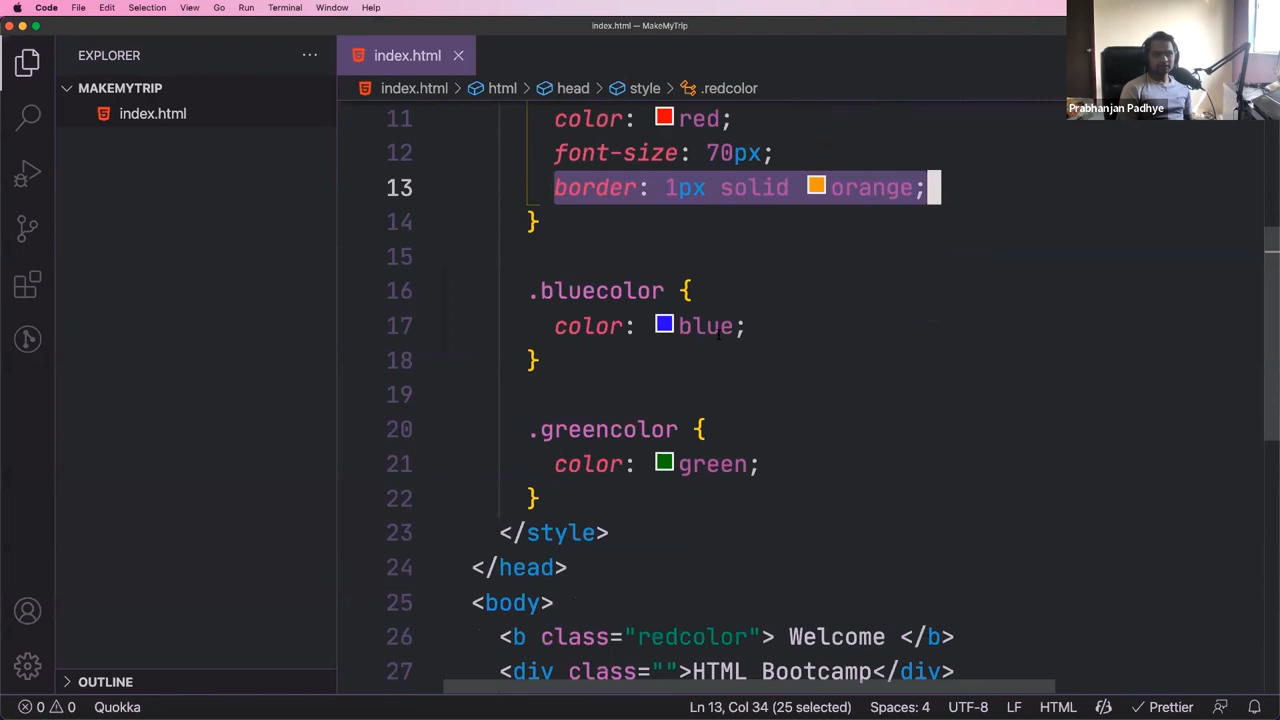 Code File Edit Selection View Go Run Terminal Window Help
index.html — MakeMyTrip
Prabhanjan Padhye
EXPLORER
MAKEMYTRIP
index.html
OUTLINE
index.html
index.html > html > head > style > .redcolor
11 color: red;
12 font-size: 70px;
13 border: 1px solid orange;
14 }
15
16 .bluecolor {
17 color: blue;
18 }
19
20 .greencolor {
21 color: green;
22 }
23 </style>
24 </head>
25 <body>
26 <b class="redcolor"> Welcome </b>
27 <div class="">HTML Bootcamp</div>
0 0 Quokka Ln 13, Col 34 (25 selected) Spaces: 4 UTF-8 LF HTML Prettier